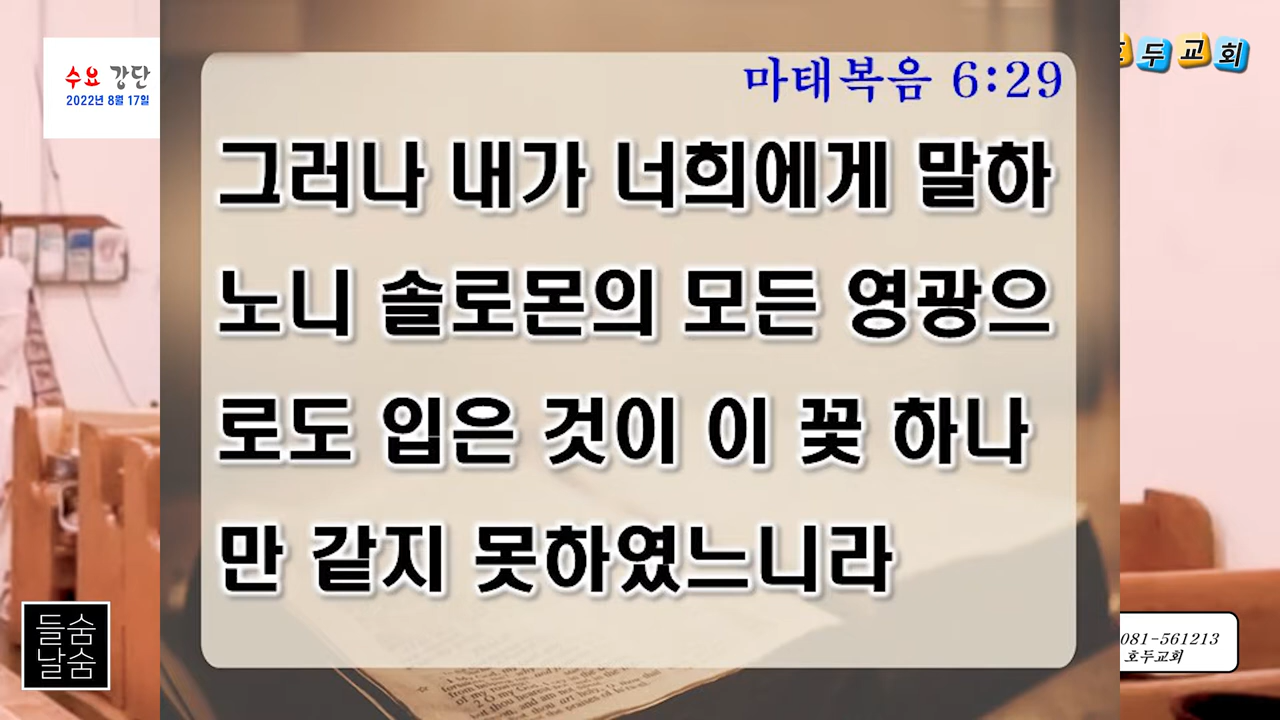 수요 강단
2022년 8월 17일
호두교회
마태복음 6:29
그러나 내가 너희에게 말하
노니 솔로몬의 모든 영광으
로도 입은 것이 이 꽃 하나
만 같지 못하였느니라
들숨
날숨
081-561213
호두교회